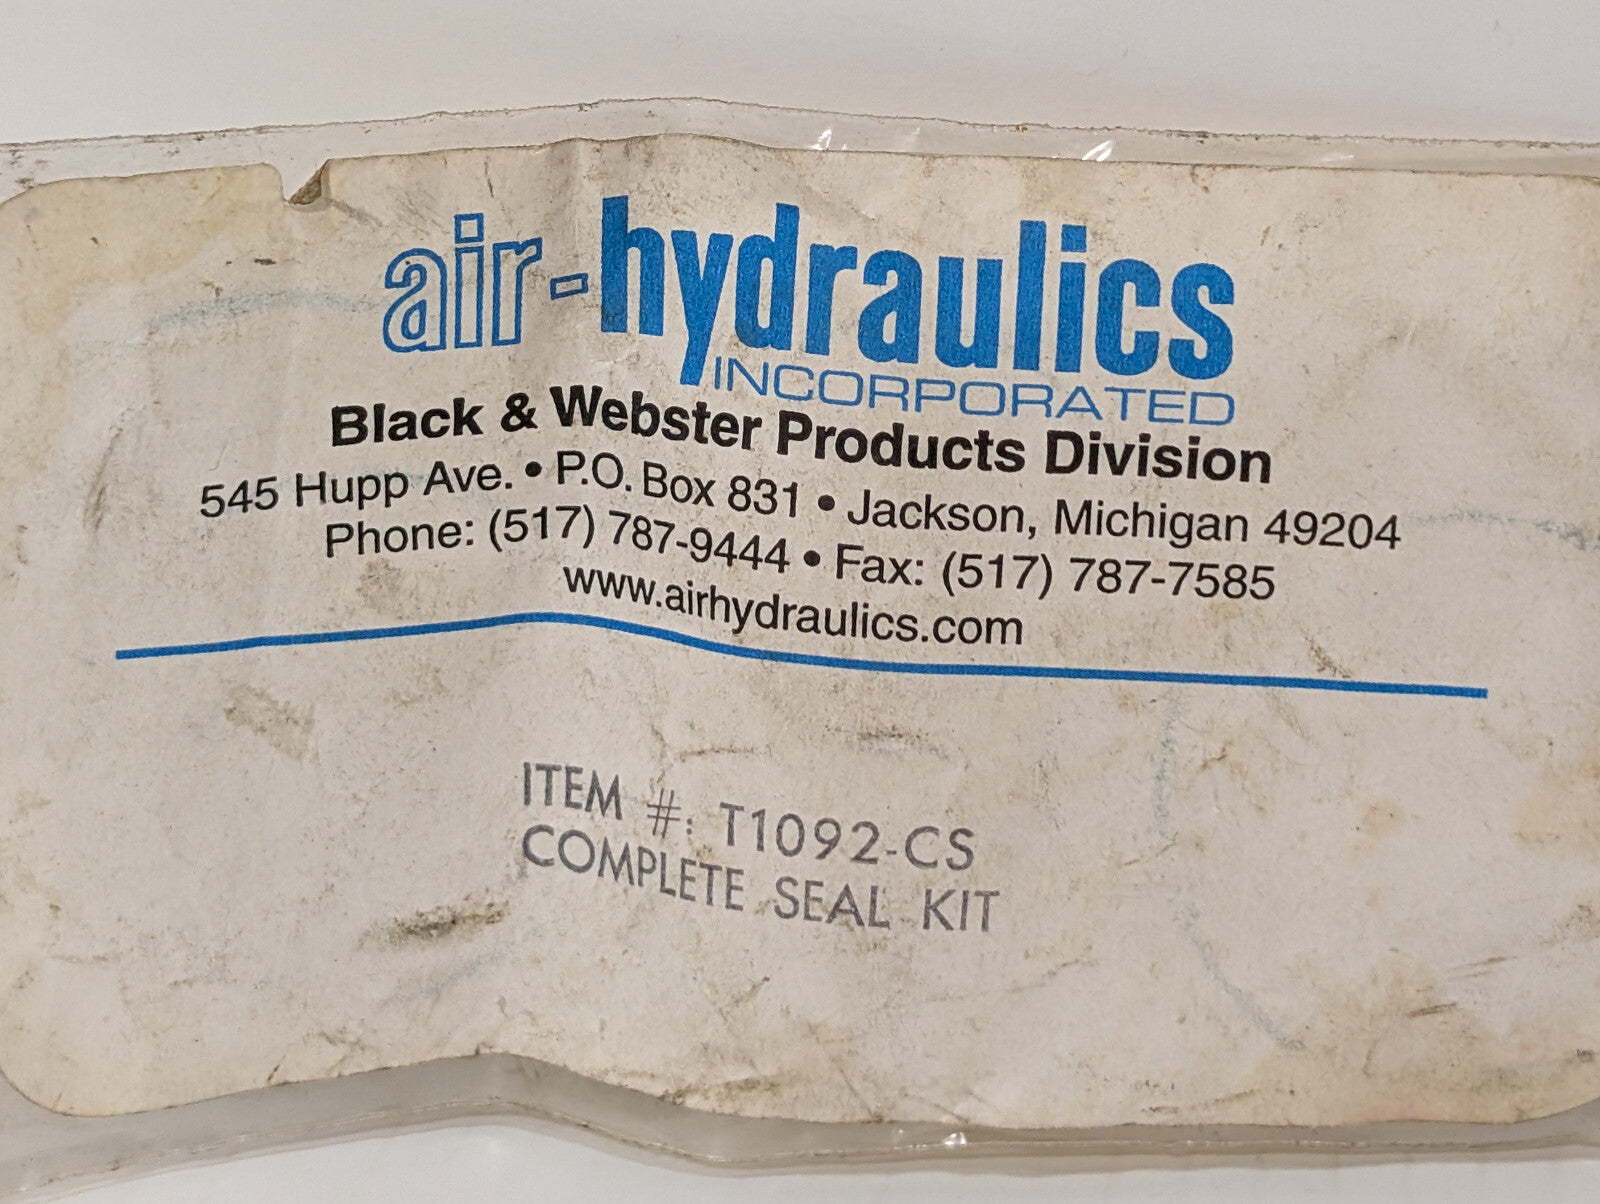 air-hydraulics
INCORPORATED
Black & Webster Products Division
545 Hupp Ave. • P.O. Box 831 • Jackson, Michigan 49204
Phone: (517) 787-9444 • Fax: (517) 787-7585
www.airhydraulics.com
ITEM #: T1092-CS
COMPLETE SEAL KIT